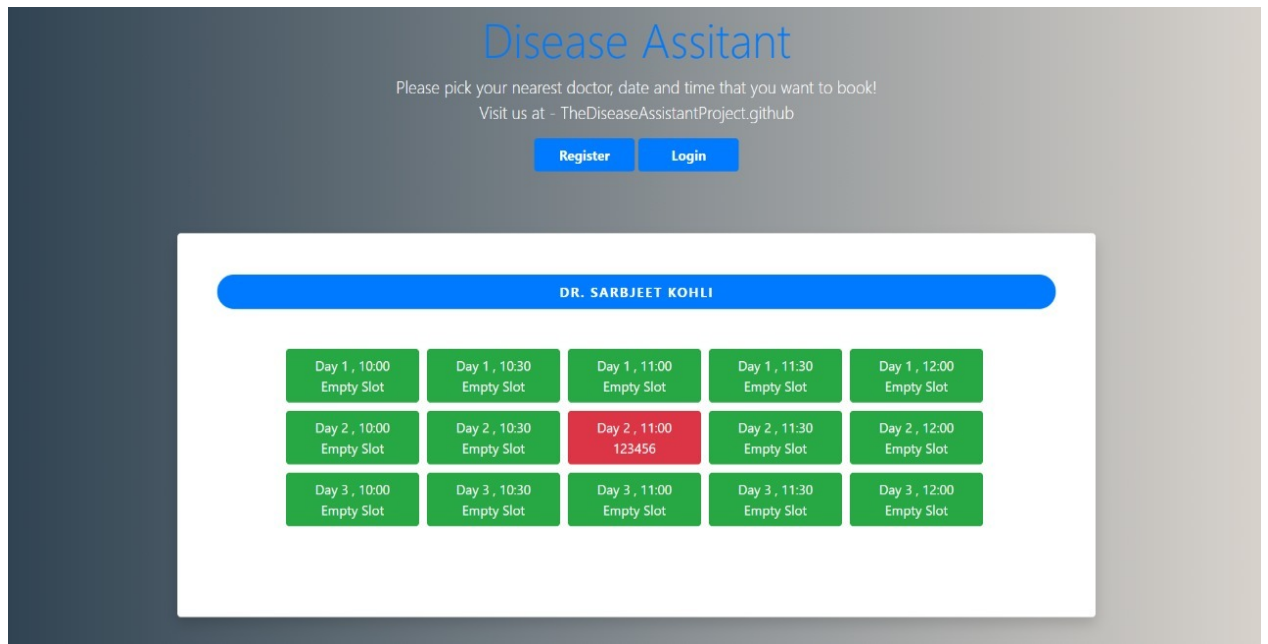 Disease Assitant
Please pick your nearest doctor, date and time that you want to book!
Visit us at - TheDiseaseAssistantProject.github
Register Login
DR. SARBJEET KOHLI
Day 1 , 10:00 Day 1 , 10:30 Day 1 , 11:00 Day 1 , 11:30 Day 1 , 12:00
Empty Slot Empty Slot Empty Slot Empty Slot Empty Slot
Day 2 , 10:00 Day 2 , 10:30 Day 2 , 11:00 Day 2 , 11:30 Day 2 , 12:00
Empty Slot Empty Slot 123456 Empty Slot Empty Slot
Day 3 , 10:00 Day 3 , 10:30 Day 3 , 11:00 Day 3 , 11:30 Day 3 , 12:00
Empty Slot Empty Slot Empty Slot Empty Slot Empty Slot